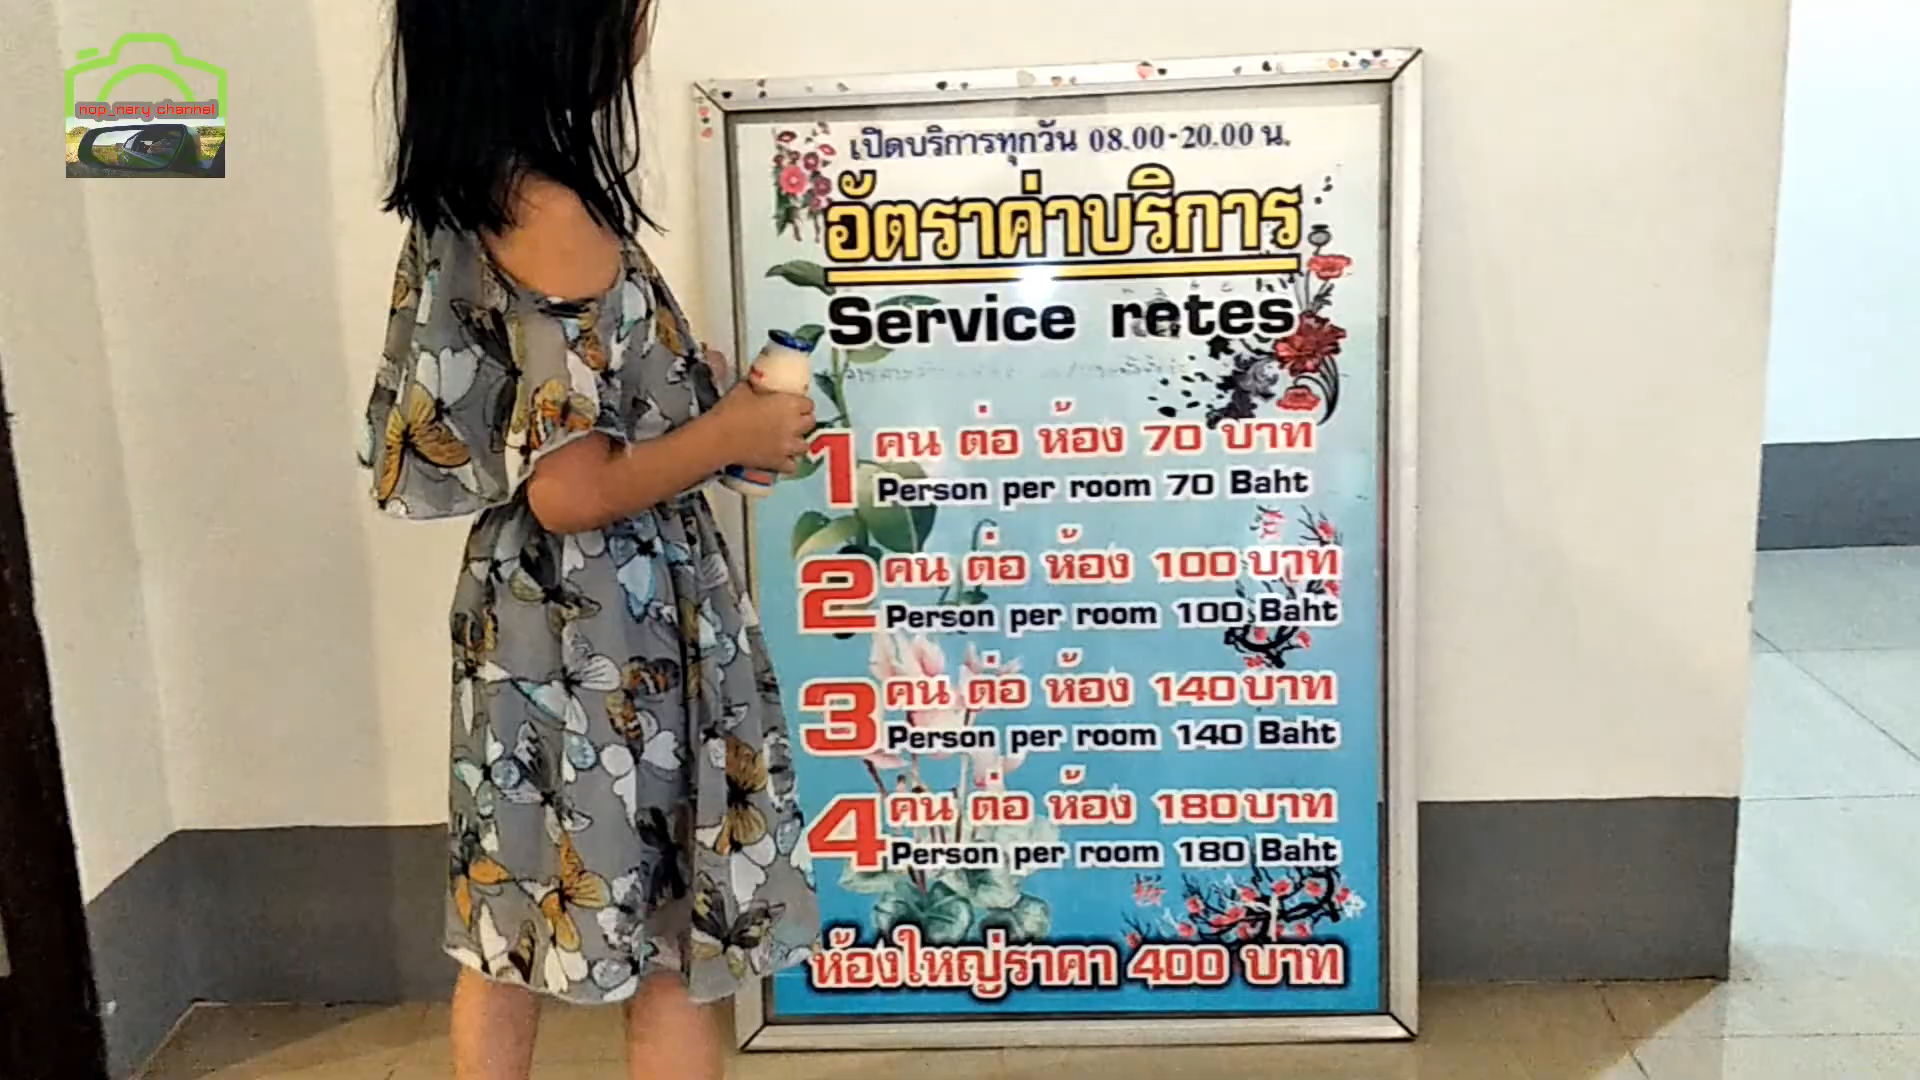 nop_nary channel
เปิดบริการทุกวัน 08.00-20.00 น.
อัตราค่าบริการ
Service retes
1 คน ต่อ ห้อง 70 บาท
Person per room 70 Baht
2 คน ต่อ ห้อง 100 บาท
Person per room 100 Baht
3 คน ต่อ ห้อง 140 บาท
Person per room 140 Baht
4 คน ต่อ ห้อง 180 บาท
Person per room 180 Baht
ห้องใหญ่ราคา 400 บาท